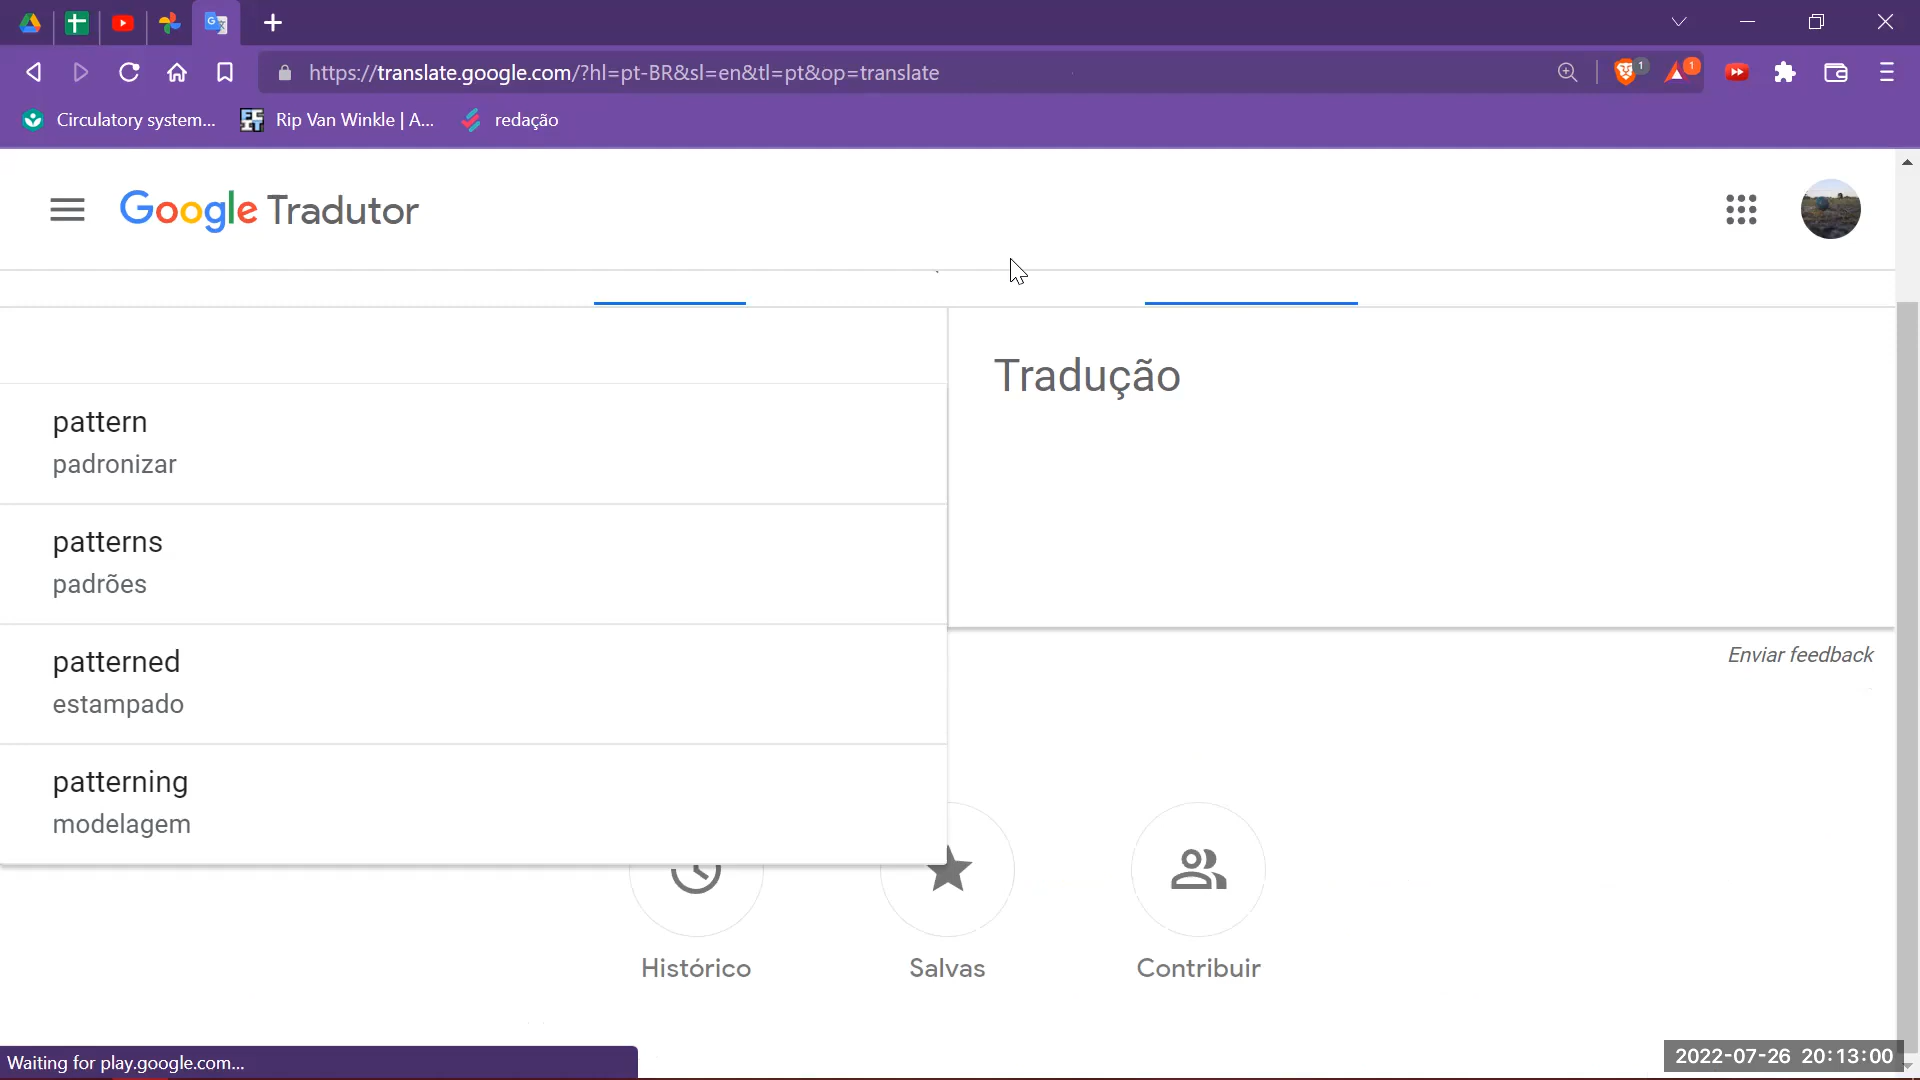 https://translate.google.com/?hl=pt-BR&sl=en&tl=pt&op=translate
1
1
Circulatory system...
Rip Van Winkle | A...
redação
Google Tradutor
Tradução
pattern
padronizar
patterns
padrões
patterned
estampado
patterning
modelagem
Enviar feedback
Histórico
Salvas
Contribuir
Waiting for play.google.com...
2022-07-26 20:13:00